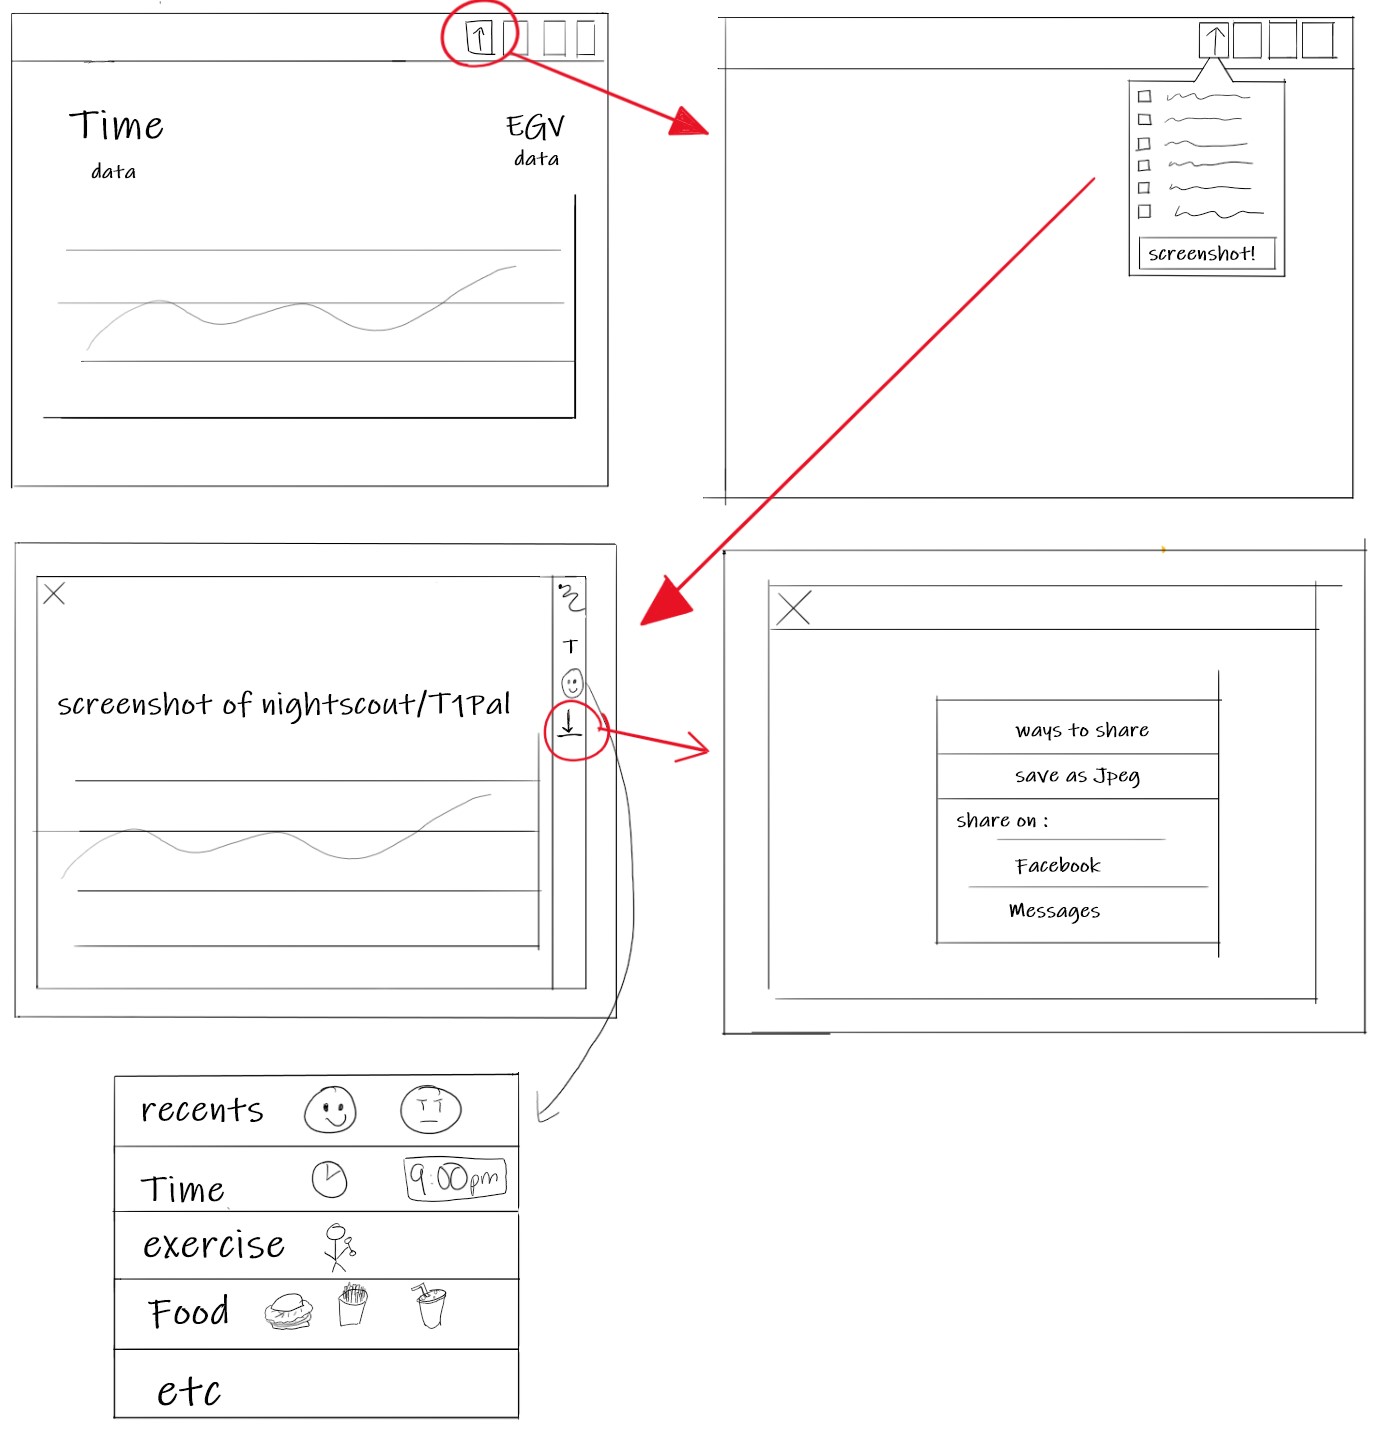 Time
data
EGV
data
screenshot!
screenshot of nightscout/T1Pal
T
ways to share
save as Jpeg
share on :
Facebook
Messages
recents
Time
9:00pm
exercise
Food
etc